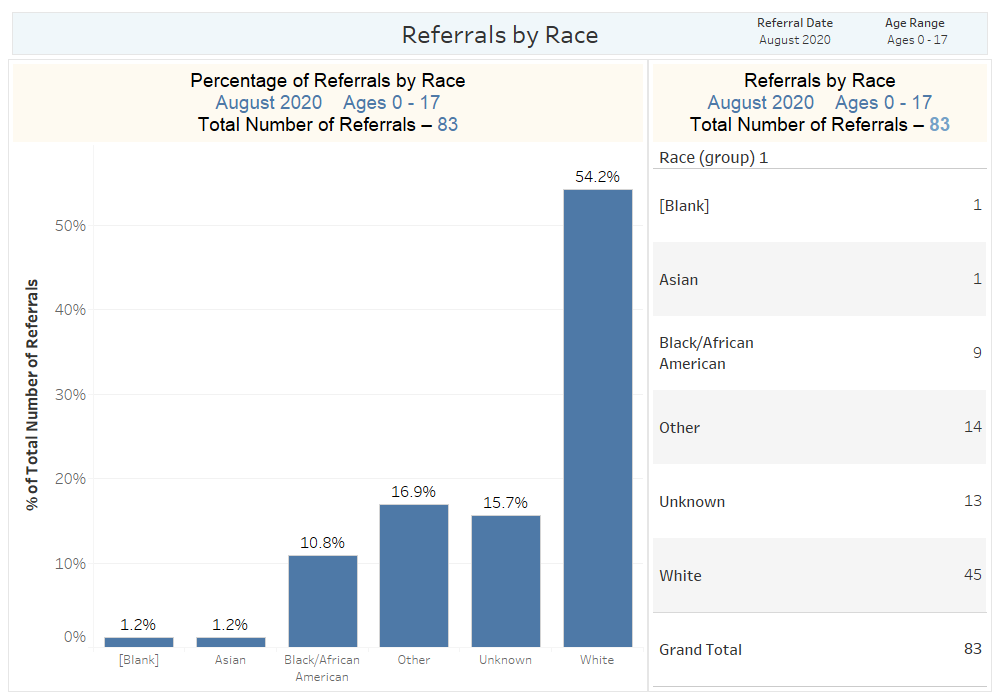 Referrals by Race
Referral Date
August 2020
Age Range
Ages 0 - 17
Percentage of Referrals by Race
August 2020 Ages 0 - 17
Total Number of Referrals – 83
% of Total Number of Referrals
50%
40%
30%
20%
10%
0%
1.2%
1.2%
10.8%
16.9%
15.7%
54.2%
[Blank]
Asian
Black/African
American
Other
Unknown
White
Referrals by Race
August 2020 Ages 0 - 17
Total Number of Referrals – 83
Race (group) 1
[Blank] 1
Asian 1
Black/African
American 9
Other 14
Unknown 13
White 45
Grand Total 83